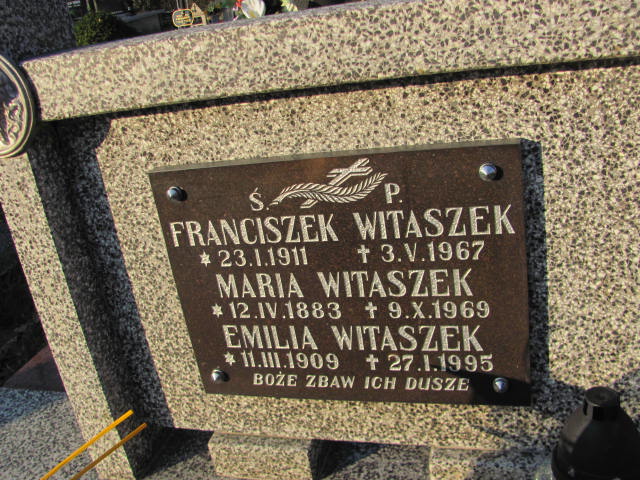 Ś. P.
FRANCISZEK WITASZEK
* 23.I.1911 ✝ 3.V.1967
MARIA WITASZEK
* 12.IV.1883 ✝ 9.X.1969
EMILIA WITASZEK
* 11.III.1909 ✝ 27.I.1995
BOŻE ZBAW ICH DUSZE